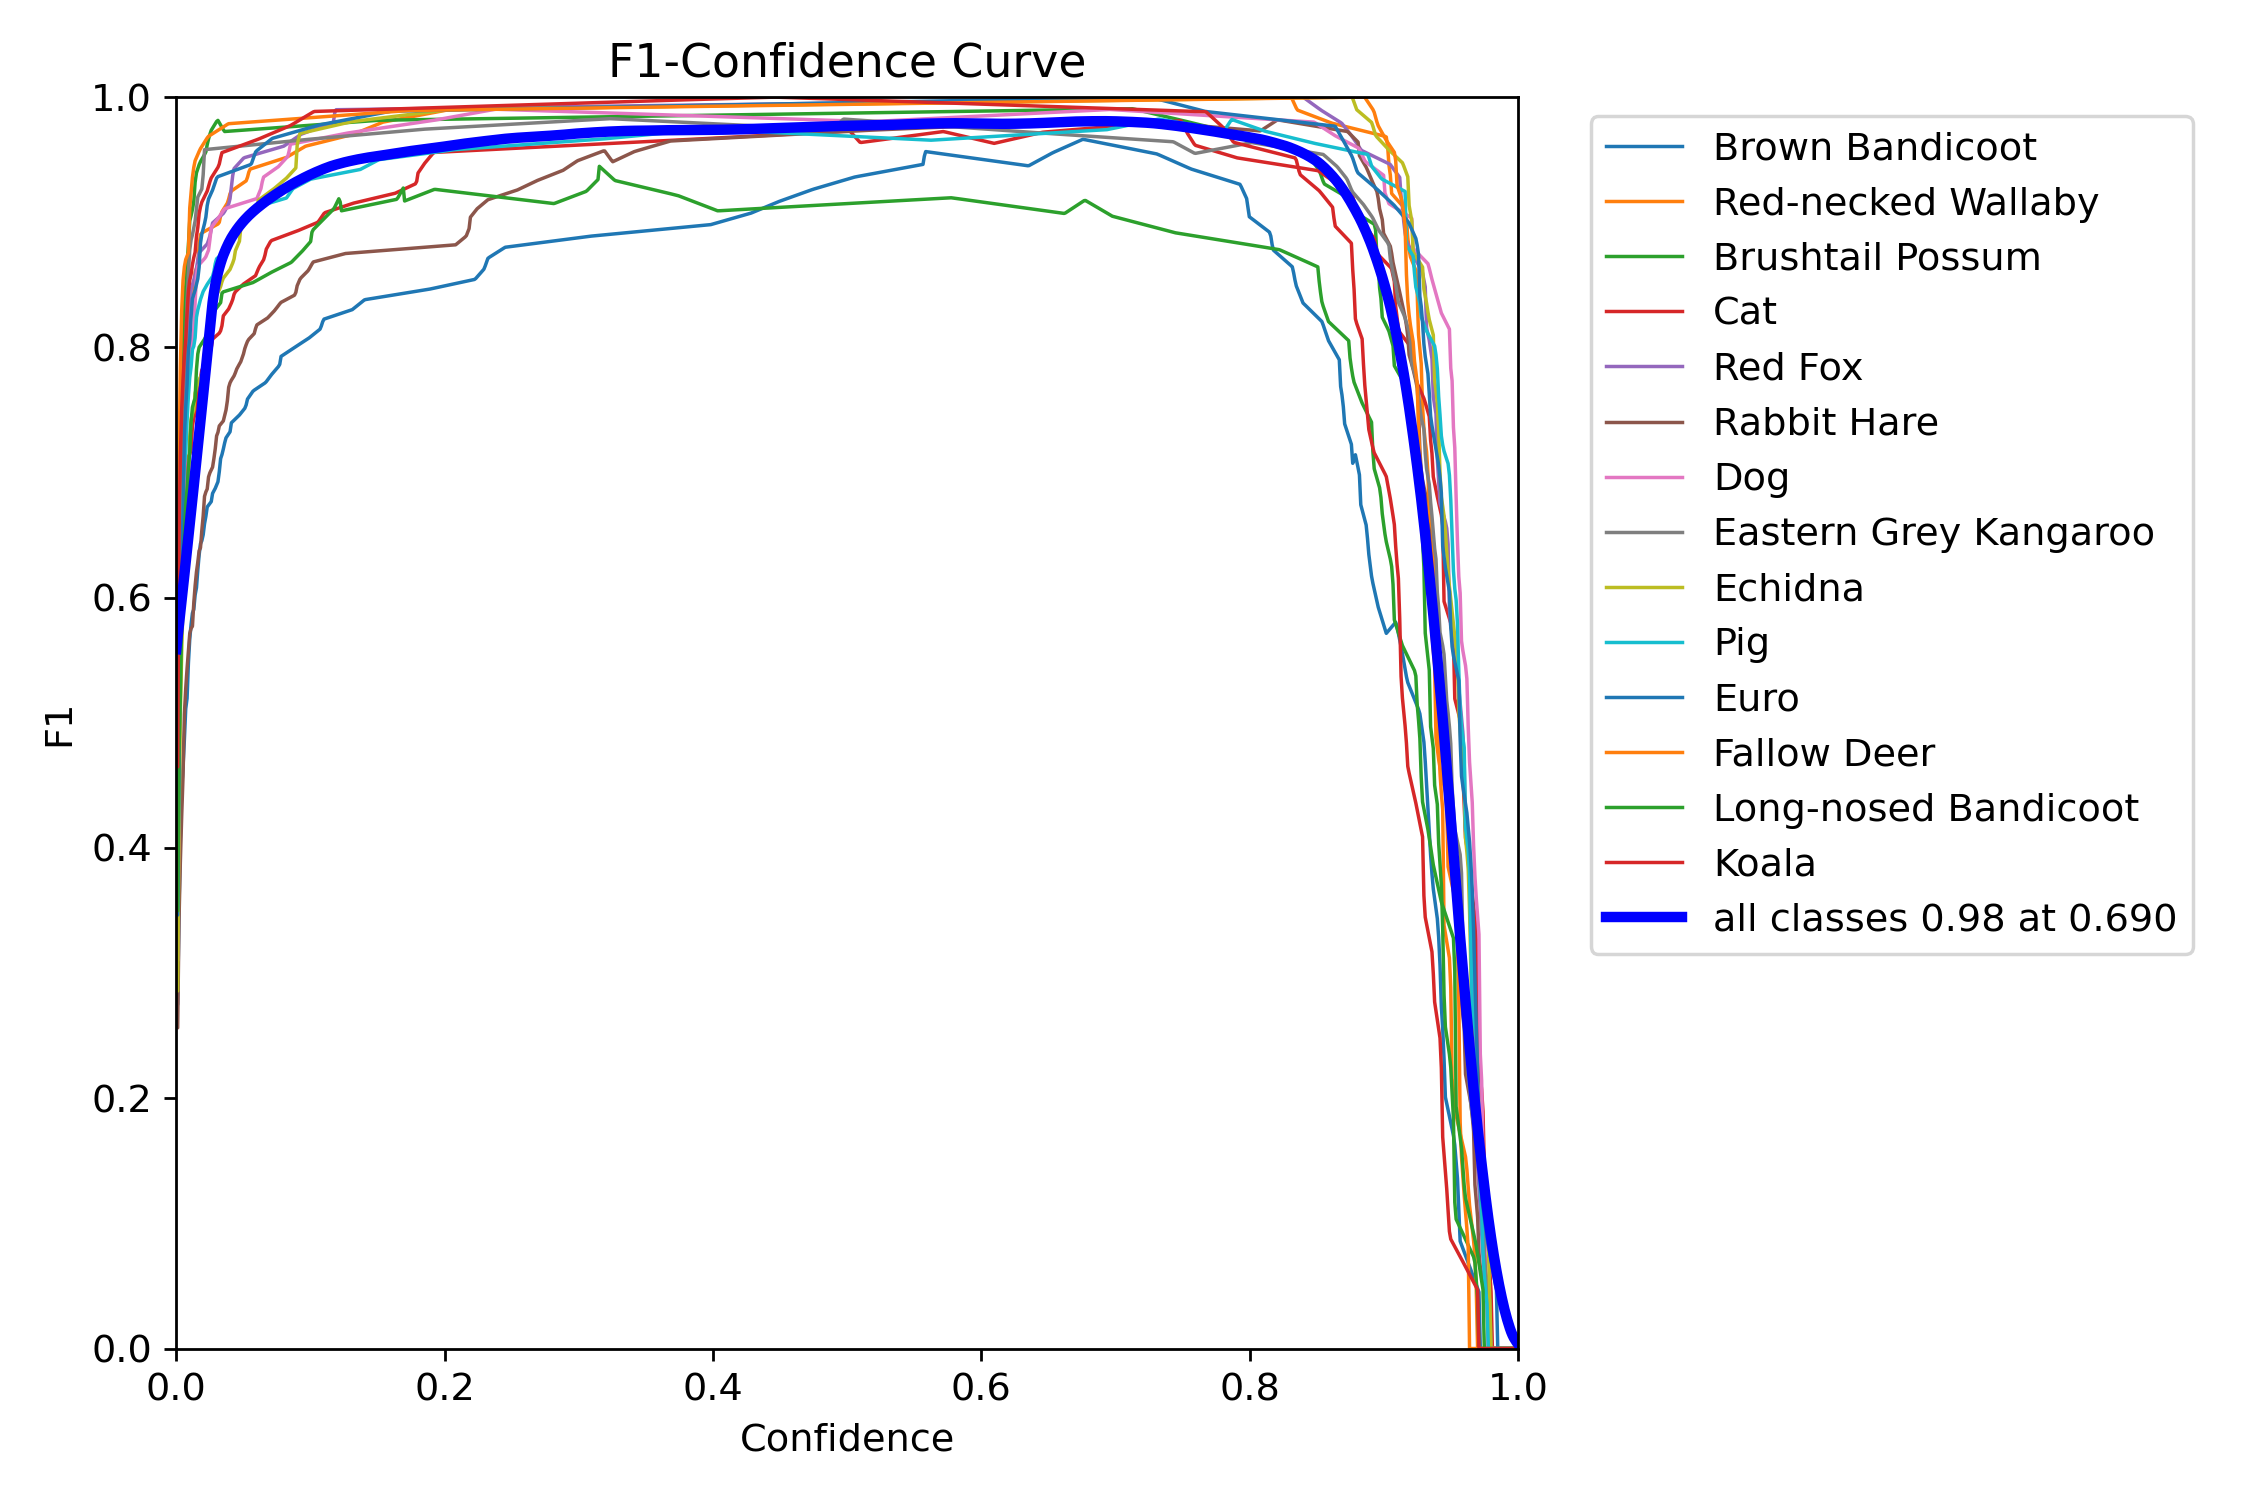 F1-Confidence Curve
1.0
0.8
0.6
0.4
0.2
0.0
F1
0.0 0.2 0.4 0.6 0.8 1.0
Confidence
Brown Bandicoot
Red-necked Wallaby
Brushtail Possum
Cat
Red Fox
Rabbit Hare
Dog
Eastern Grey Kangaroo
Echidna
Pig
Euro
Fallow Deer
Long-nosed Bandicoot
Koala
all classes 0.98 at 0.690